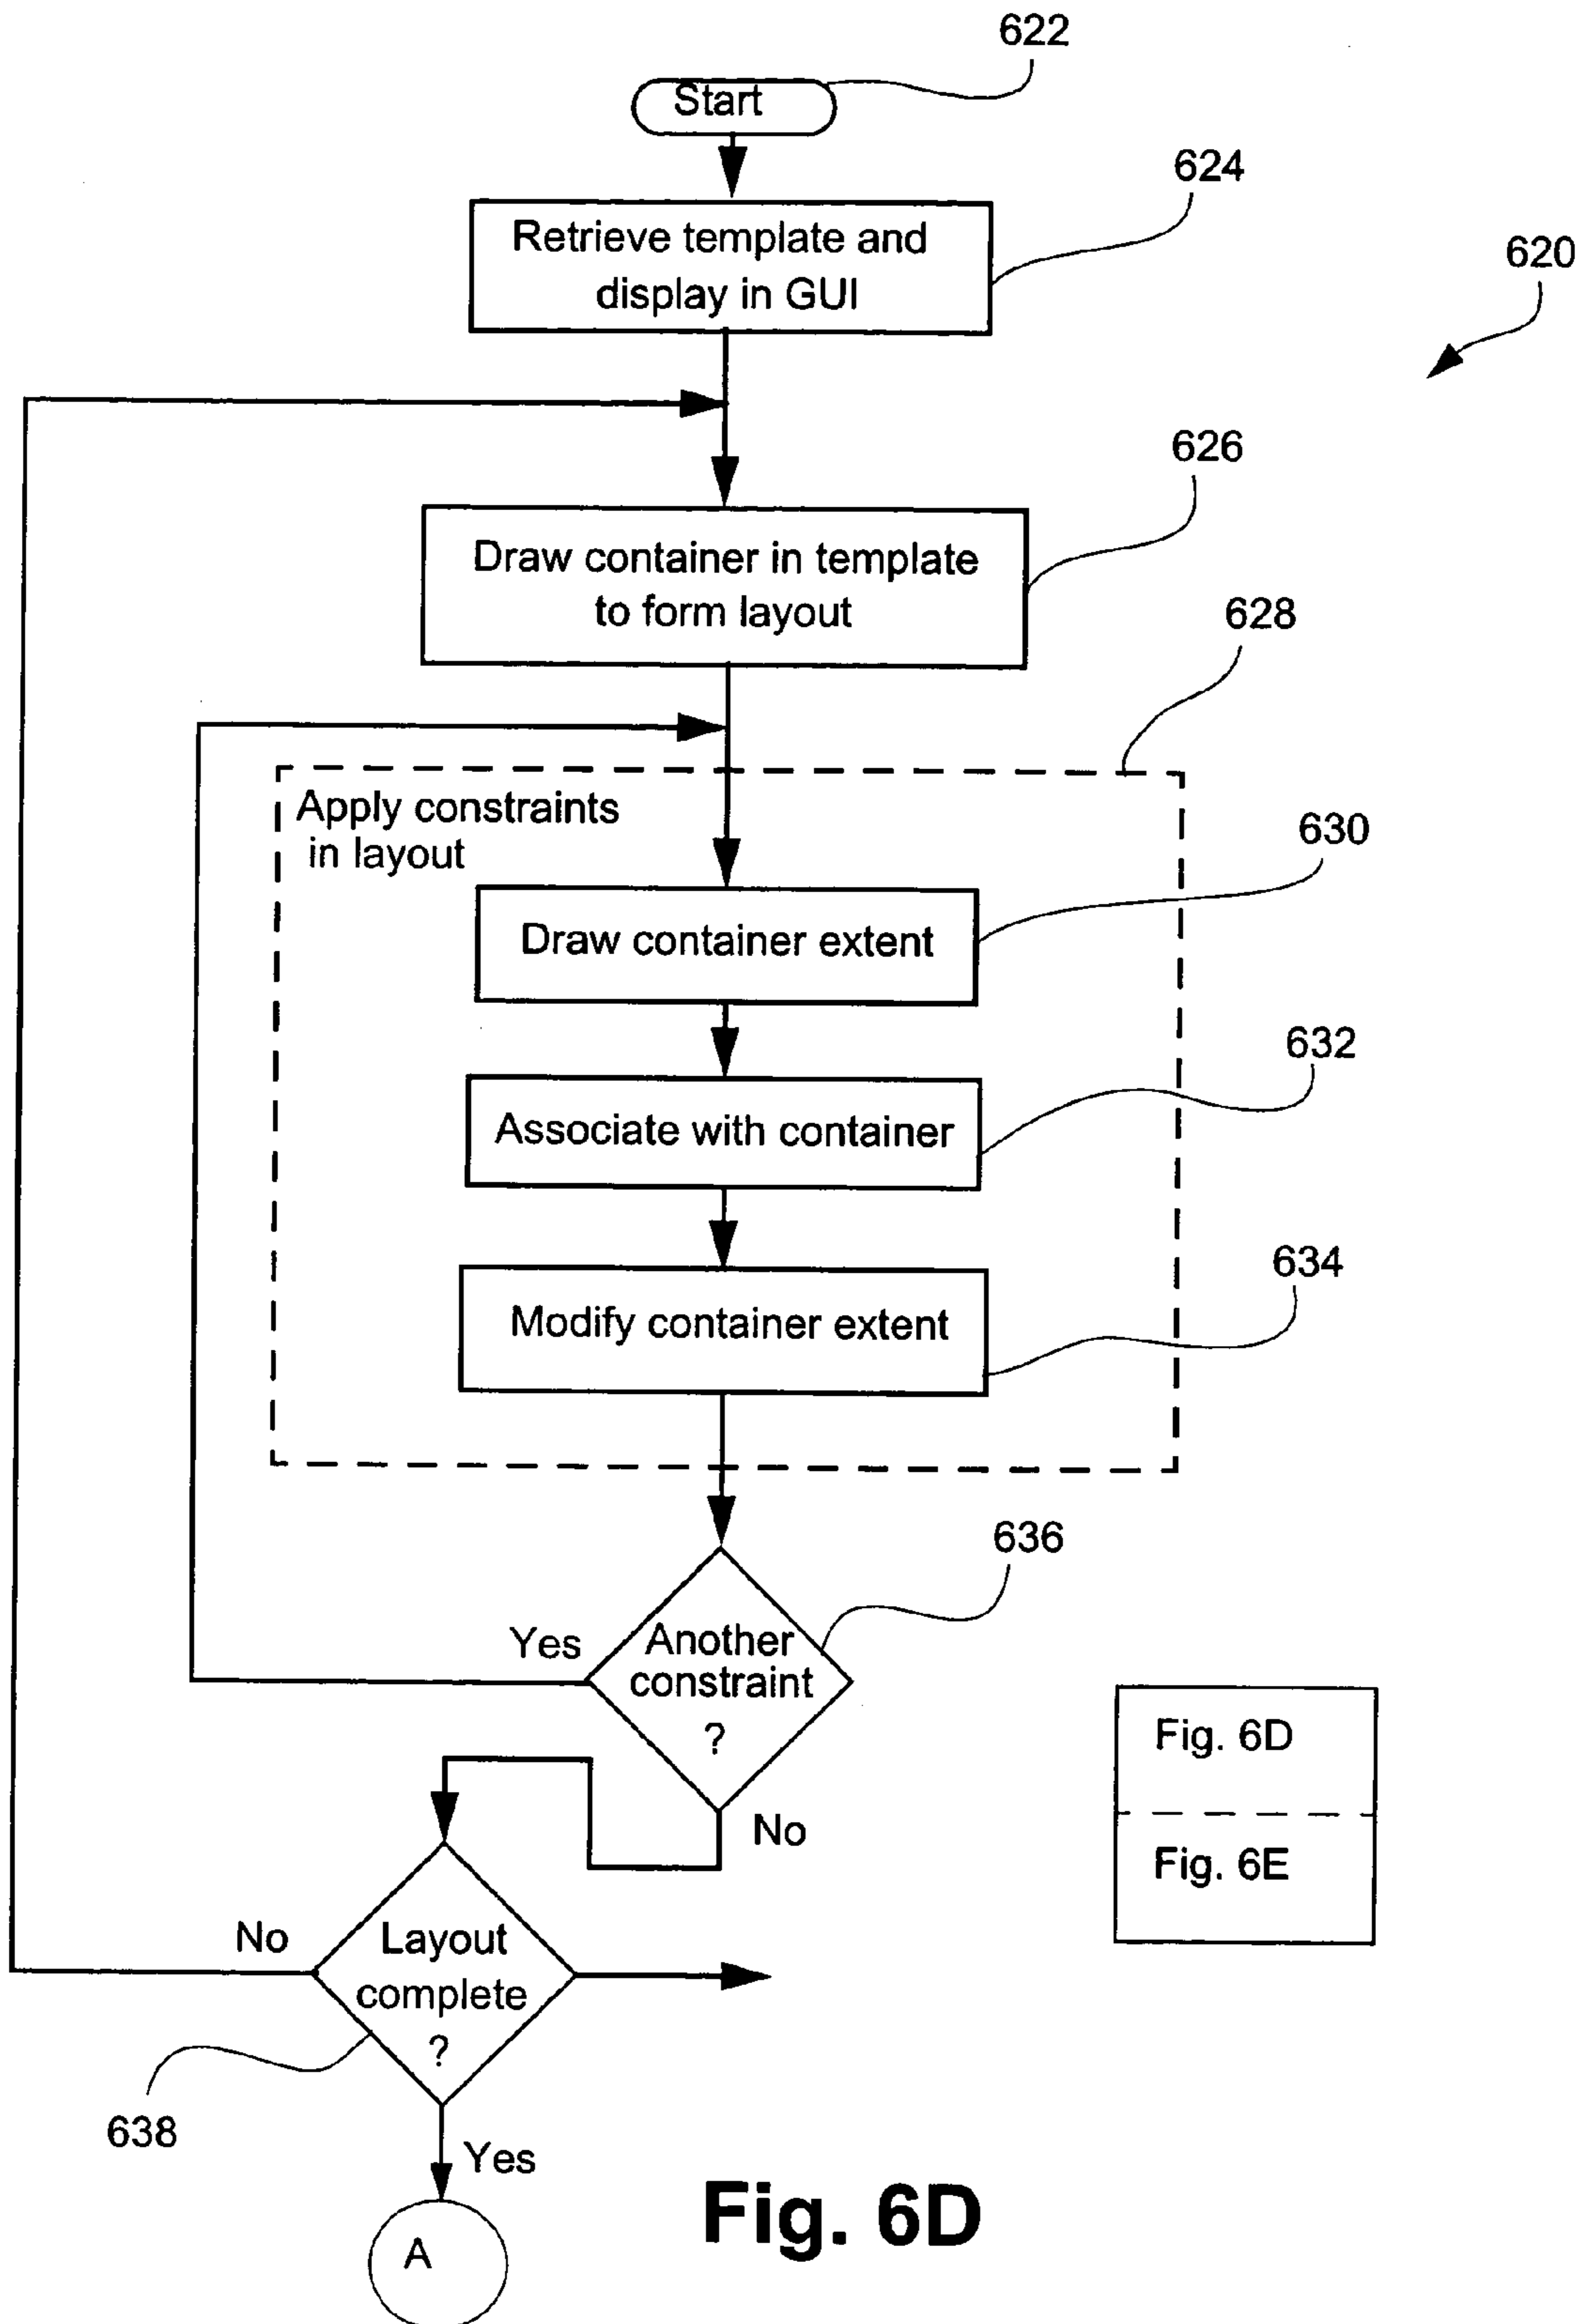 622
Start
624
Retrieve template and
display in GUI
620
626
Draw container in template
to form layout
628
Apply constraints
in layout
630
Draw container extent
632
Associate with container
634
Modify container extent
636
Yes
Another
constraint
?
No
Fig. 6D
Fig. 6E
No
Layout
complete
?
638
Yes
A
Fig. 6D